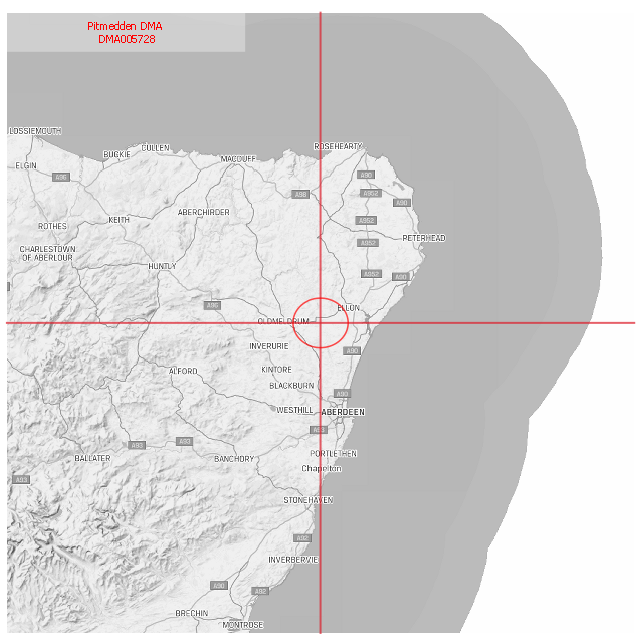 Pitmedden DMA
DMA005728
LOSSIEMOUTH
ROSEHEARTY
CULLEN
BUCKIE
MACDUFF
ELGIN
A96
A90
A952
A98
A90
ABERCHIRDER
KEITH
A952
ROTHES
PETERHEAD
A952
CHARLESTOWN
OF ABERLOUR
HUNTLY
A952
A90
A96
ELLON
OLDMELDRUM
INVERURIE
A90
KINTORE
ALFORD
BLACKBURN
A90
WESTHILL
ABERDEEN
A93
A93
PORTLETHEN
BALLATER
BANCHORY
Chapelton
A93
STONEHAVEN
A92
INVERBERVIE
A90
A92
BRECHIN
MONTROSE